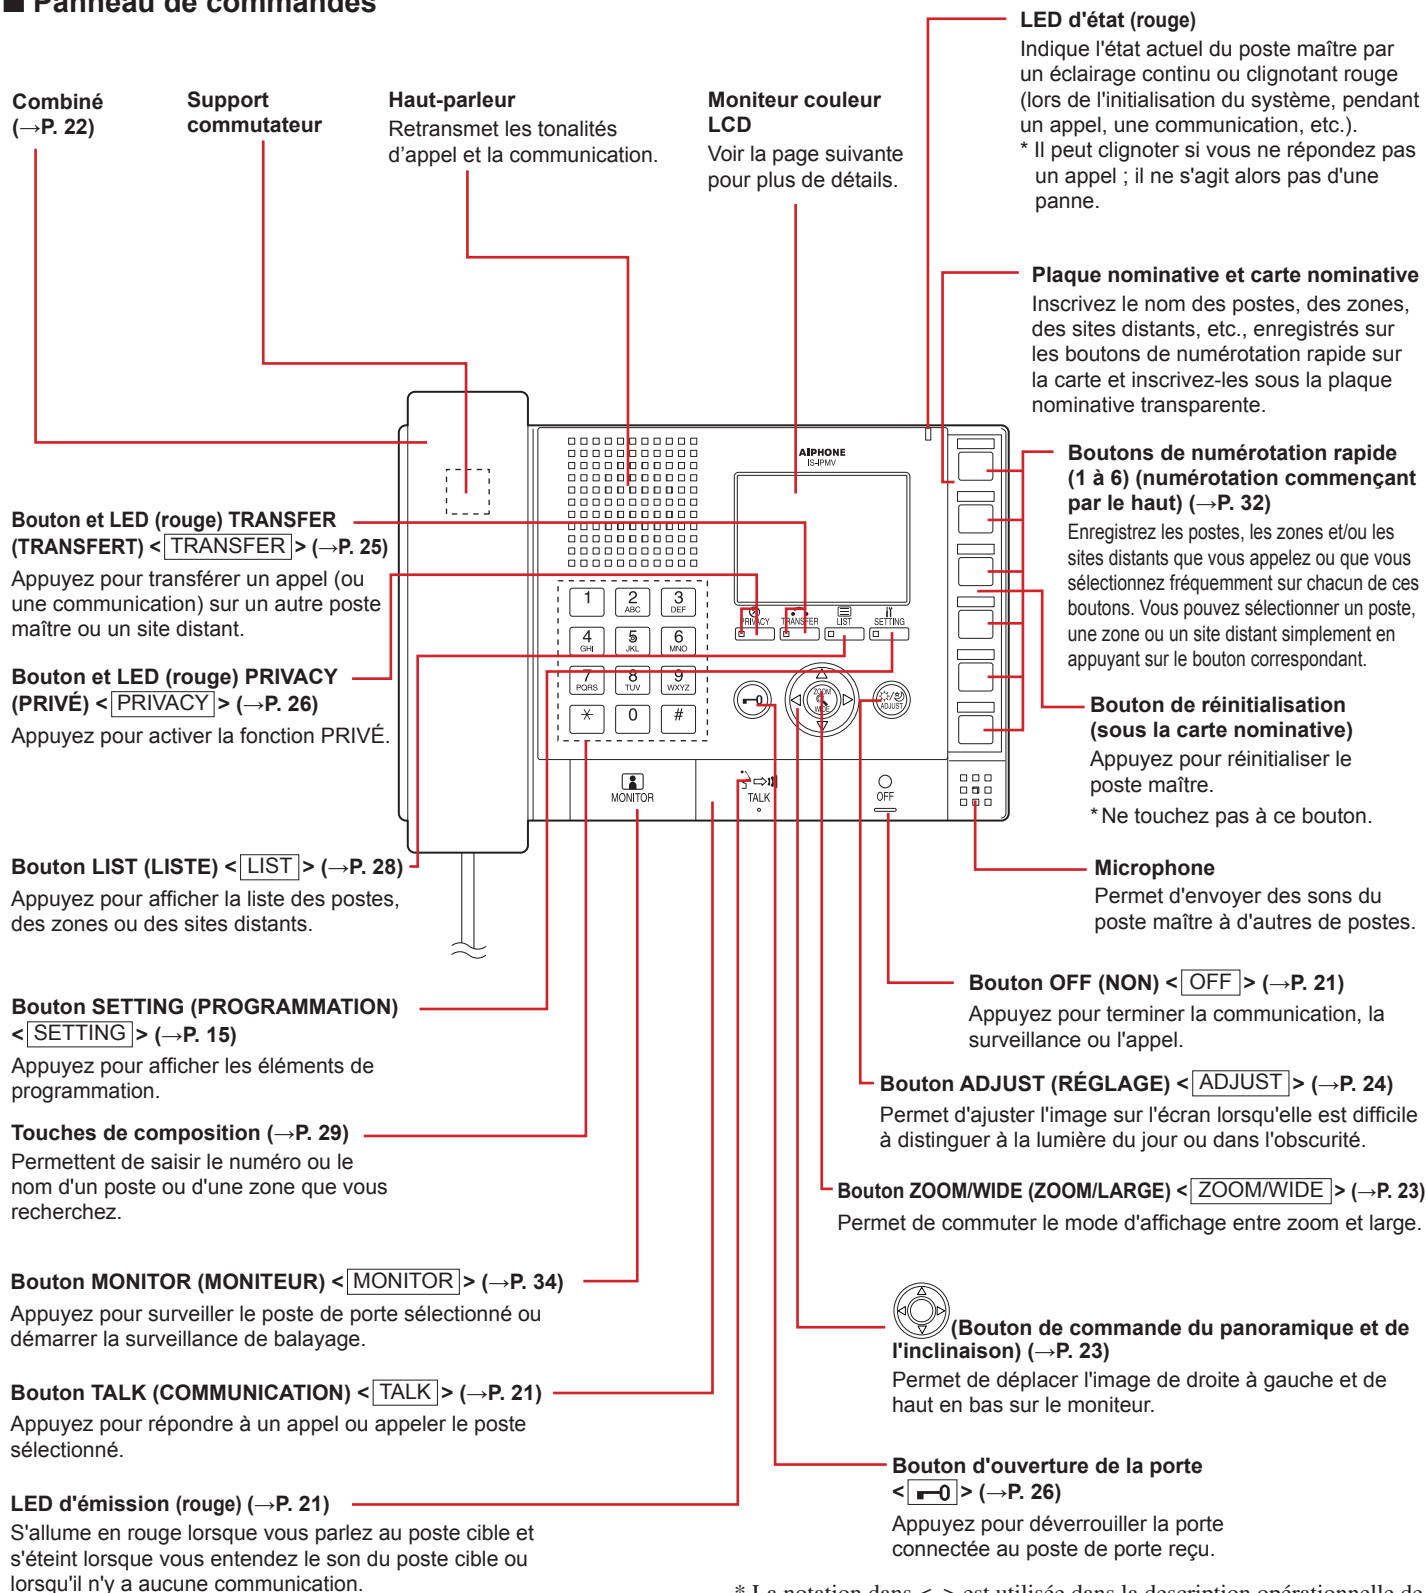 ■ Panneau de commandes
Combiné
(→P. 22)
Support
commutateur
Haut-parleur
Retransmet les tonalités
d'appel et la communication.
Moniteur couleur
LCD
Voir la page suivante
pour plus de détails.
LED d'état (rouge)
Indique l'état actuel du poste maître par
un éclairage continu ou clignotant rouge
(lors de l'initialisation du système, pendant
un appel, une communication, etc.).
* Il peut clignoter si vous ne répondez pas
un appel ; il ne s'agit alors pas d'une
panne.
Plaque nominative et carte nominative
Inscrivez le nom des postes, des zones,
des sites distants, etc., enregistrés sur
les boutons de numérotation rapide sur
la carte et inscrivez-les sous la plaque
nominative transparente.
Boutons de numérotation rapide
(1 à 6) (numérotation commençant
par le haut) (→P. 32)
Enregistrez les postes, les zones et/ou les
sites distants que vous appelez ou que vous
sélectionnez fréquemment sur chacun de ces
boutons. Vous pouvez sélectionner un poste,
une zone ou un site distant simplement en
appuyant sur le bouton correspondant.
Bouton de réinitialisation
(sous la carte nominative)
Appuyez pour réinitialiser le
poste maître.
* Ne touchez pas à ce bouton.
Microphone
Permet d'envoyer des sons du
poste maître à d'autres de postes.
AIPHONE
IS-IPMV
PRIVACY TRANSFER LIST SETTING
1 2 ABC 3 DEF
4 GHI 5 JKL 6 MNO
7 PQRS 8 TUV 9 WXYZ
* 0 #
ZOOM
WIDE
ADJUST
MONITOR
TALK
OFF
Bouton et LED (rouge) TRANSFER
(TRANSFERT) < TRANSFER > (→P. 25)
Appuyez pour transférer un appel (ou
une communication) sur un autre poste
maître ou un site distant.
Bouton et LED (rouge) PRIVACY
(PRIVÉ) < PRIVACY > (→P. 26)
Appuyez pour activer la fonction PRIVÉ.
Bouton LIST (LISTE) < LIST > (→P. 28)
Appuyez pour afficher la liste des postes,
des zones ou des sites distants.
Bouton SETTING (PROGRAMMATION)
< SETTING > (→P. 15)
Appuyez pour afficher les éléments de
programmation.
Touches de composition (→P. 29)
Permettent de saisir le numéro ou le
nom d'un poste ou d'une zone que vous
recherchez.
Bouton MONITOR (MONITEUR) < MONITOR > (→P. 34)
Appuyez pour surveiller le poste de porte sélectionné ou
démarrer la surveillance de balayage.
Bouton TALK (COMMUNICATION) < TALK > (→P. 21)
Appuyez pour répondre à un appel ou appeler le poste
sélectionné.
LED d'émission (rouge) (→P. 21)
S'allume en rouge lorsque vous parlez au poste cible et
s'éteint lorsque vous entendez le son du poste cible ou
lorsqu'il n'y a aucune communication.
Bouton OFF (NON) < OFF > (→P. 21)
Appuyez pour terminer la communication, la
surveillance ou l'appel.
Bouton ADJUST (RÉGLAGE) < ADJUST > (→P. 24)
Permet d'ajuster l'image sur l'écran lorsqu'elle est difficile
à distinguer à la lumière du jour ou dans l'obscurité.
Bouton ZOOM/WIDE (ZOOM/LARGE) < ZOOM/WIDE > (→P. 23)
Permet de commuter le mode d'affichage entre zoom et large.
(Bouton de commande du panoramique et de
l'inclinaison) (→P. 23)
Permet de déplacer l'image de droite à gauche et de
haut en bas sur le moniteur.
Bouton d'ouverture de la porte
< > (→P. 26)
Appuyez pour déverrouiller la porte
connectée au poste de porte reçu.
* La notation dans < > est utilisée dans la description opérationnelle de